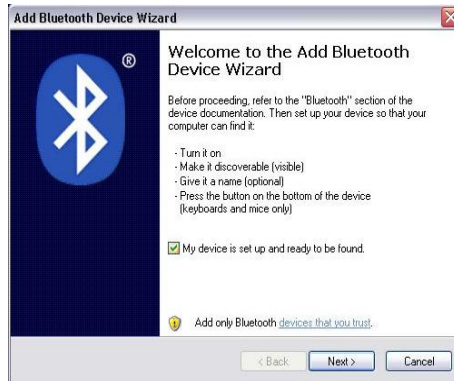 Add Bluetooth Device Wizard
®
Welcome to the Add Bluetooth
Device Wizard
Before proceeding, refer to the "Bluetooth" section of the
device documentation. Then set up your device so that your
computer can find it:
- Turn it on
- Make it discoverable (visible)
- Give it a name (optional)
- Press the button on the bottom of the device
(keyboards and mice only)
My device is set up and ready to be found.
Add only Bluetooth devices that you trust.
< Back
Next >
Cancel